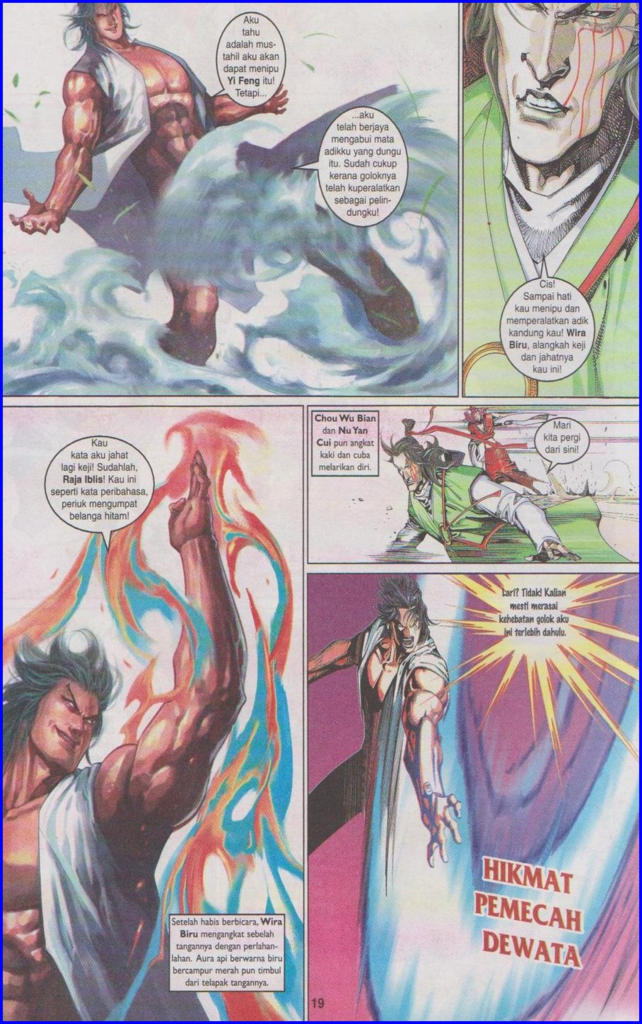 Aku
tahu
adalah mus-
tahil aku akan
dapat menipu
Yi Feng itu!
Tetapi...
...aku
telah berjaya
mengabui mata
adikku yang dungu
itu. Sudah cukup
kerana goloknya
telah kuperalatkan
sebagai pelin-
dungku!
Cis!
Sampai hati
kau menipu dan
memperalatkan adik
kandung kau! Wira
Biru, alangkah keji
dan jahatnya
kau ini!
Kau
kata aku jahat
lagi keji! Sudahlah,
Raja Iblis! Kau ini
seperti kata peribahasa,
periuk mengumpat
belanga hitam!
Setelah habis berbicara, Wira
Biru mengangkat sebelah
tangannya dengan perlahan-
lahan. Aura api berwarna biru
bercampur merah pun timbul
dari telapak tangannya.
Chou Wu Bian
dan Nu Yan
Cui pun angkat
kaki dan cuba
melarikan diri.
Mari
kita pergi
dari sini!
Lari? Tidak! Kalian
mesti merasai
kehebatan golok aku
ini terlebih dahulu.
HIKMAT
PEMECAH
DEWATA
19